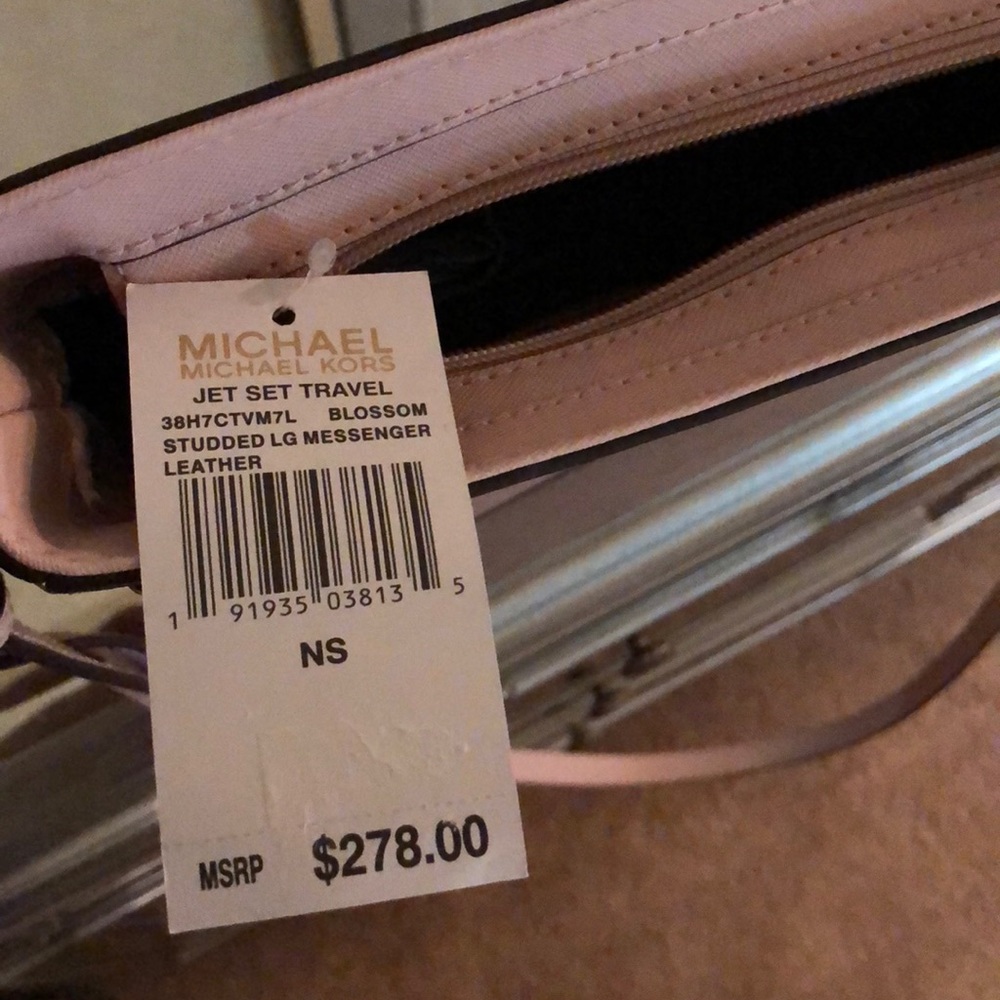 MICHAEL
MICHAEL KORS
JET SET TRAVEL
38H7CTVM7L BLOSSOM
STUDDED LG MESSENGER
LEATHER
1 91935 03813 5
NS
MSRP $278.00